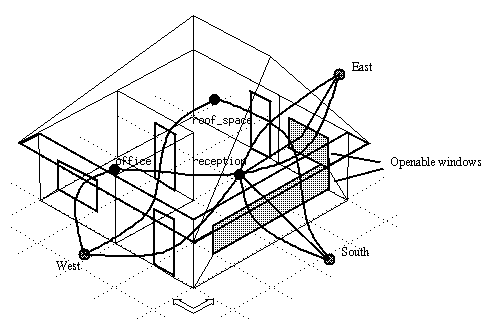 East
roof_space
office
reception
Openable windows
South
West